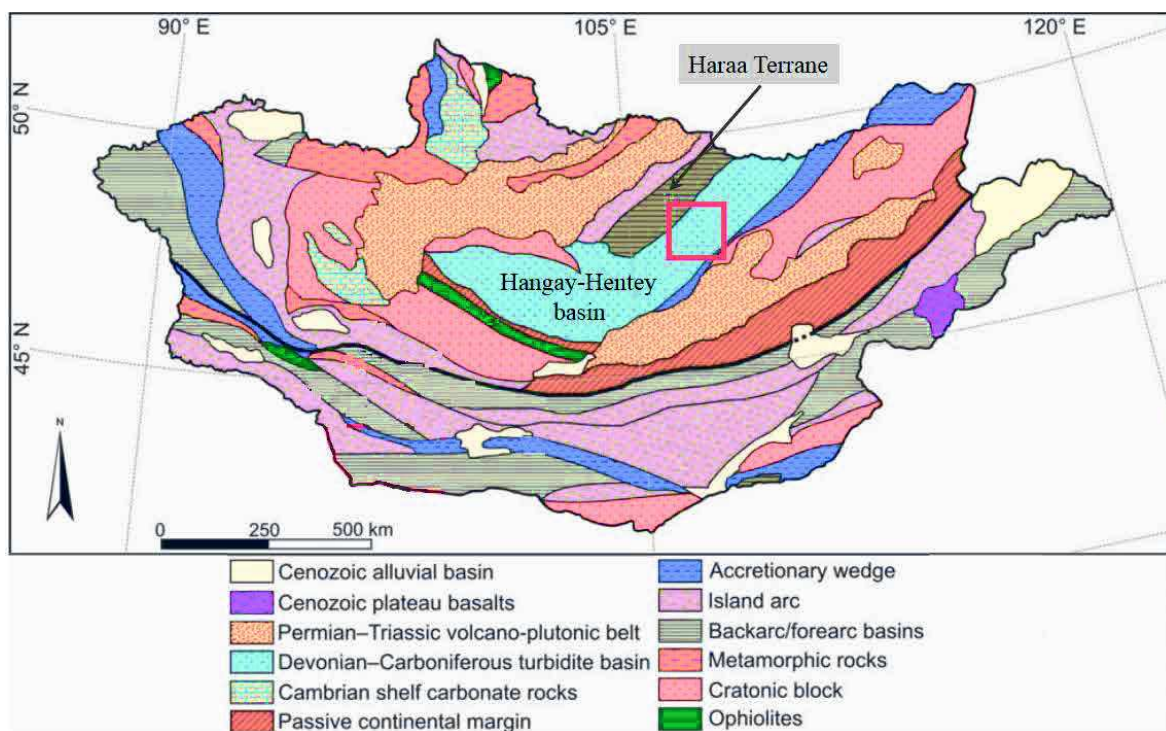 90° E
105° E
120° E
Haraa Terrane
50° N
Hangay-Hentey
basin
45° N
N
0 250 500 km
Cenozoic alluvial basin
Cenozoic plateau basalts
Permian–Triassic volcano-plutonic belt
Devonian–Carboniferous turbidite basin
Cambrian shelf carbonate rocks
Passive continental margin
Accretionary wedge
Island arc
Backarc/forearc basins
Metamorphic rocks
Cratonic block
Ophiolites